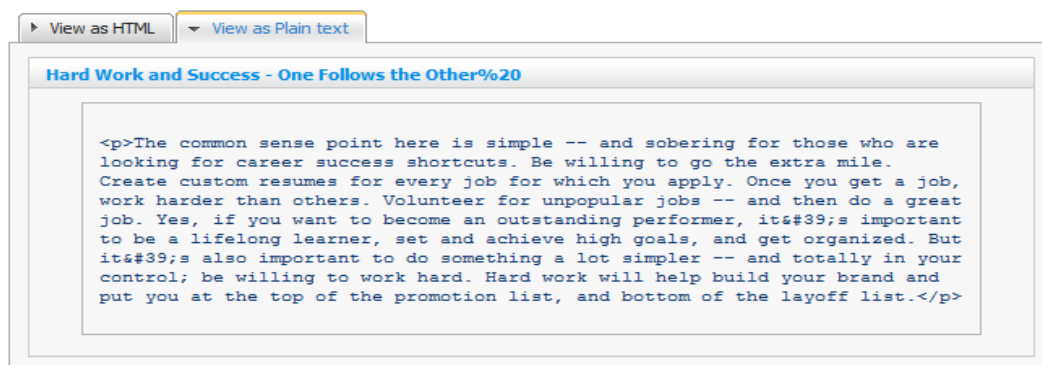 View as HTML View as Plain text
Hard Work and Success - One Follows the Other%20
<p>The common sense point here is simple -- and sobering for those who are
looking for career success shortcuts. Be willing to go the extra mile.
Create custom resumes for every job for which you apply. Once you get a job,
work harder than others. Volunteer for unpopular jobs -- and then do a great
job. Yes, if you want to become an outstanding performer, it&#39;s important
to be a lifelong learner, set and achieve high goals, and get organized. But
it&#39;s also important to do something a lot simpler -- and totally in your
control; be willing to work hard. Hard work will help build your brand and
put you at the top of the promotion list, and bottom of the layoff list.</p>